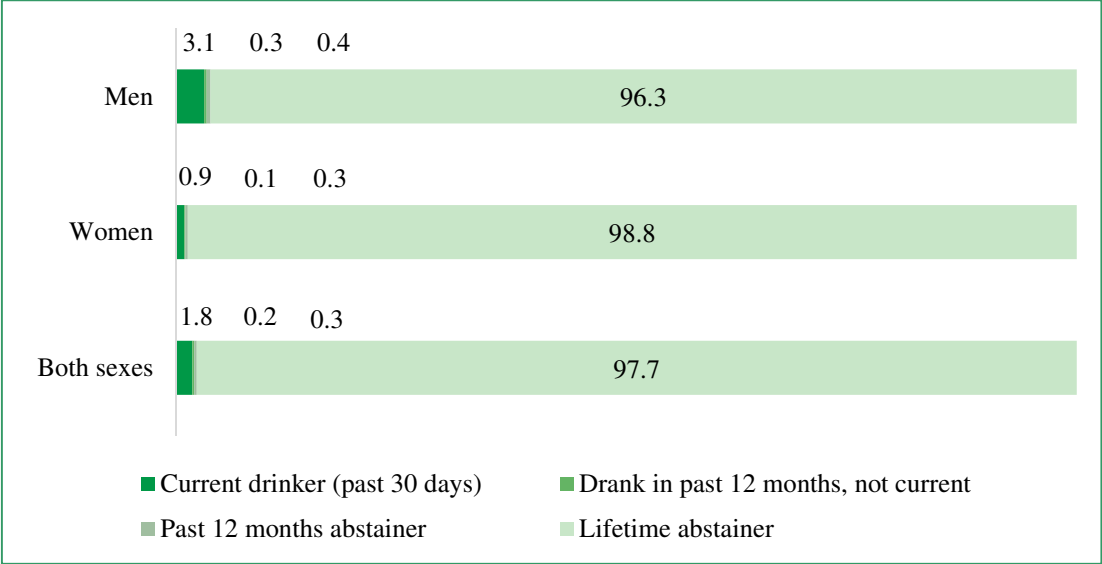 3.1 0.3 0.4
Men 96.3
0.9 0.1 0.3
Women 98.8
1.8 0.2 0.3
Both sexes 97.7
Current drinker (past 30 days) Drank in past 12 months, not current
Past 12 months abstainer Lifetime abstainer